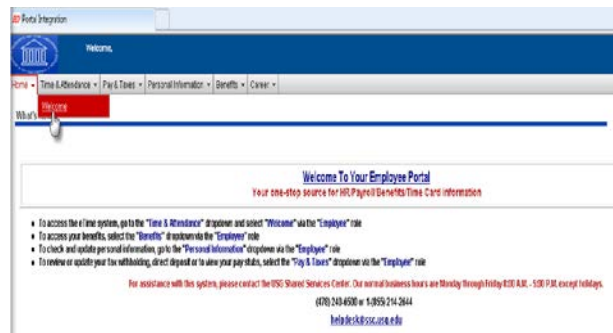 Portal Integration
Welcome,
Home Time & Attendance Pay & Taxes Personal Information Benefits Career
Welcome
What's
Welcome To Your Employee Portal
Your one-stop source for HR/Payroll/Benefits/Time Card information
• To access the eTime system, go to the "Time & Attendance" dropdown and select "Welcome" via the "Employee" role
• To access your benefits, select the "Benefits" dropdown via the "Employee" role
• To check and update personal information, go to the "Personal Information" dropdown via the "Employee" role
• To review or update your tax withholding, direct deposit or to view your pay stubs, select the "Pay & Taxes" dropdown via the "Employee" role
For assistance with this system, please contact the USG Shared Services Center. Our normal business hours are Monday through Friday 8:00 A.M. - 5:00 P.M. except holidays.
(478) 240-6500 or 1-(855) 214-2644
helpdesk@ssc.usg.edu